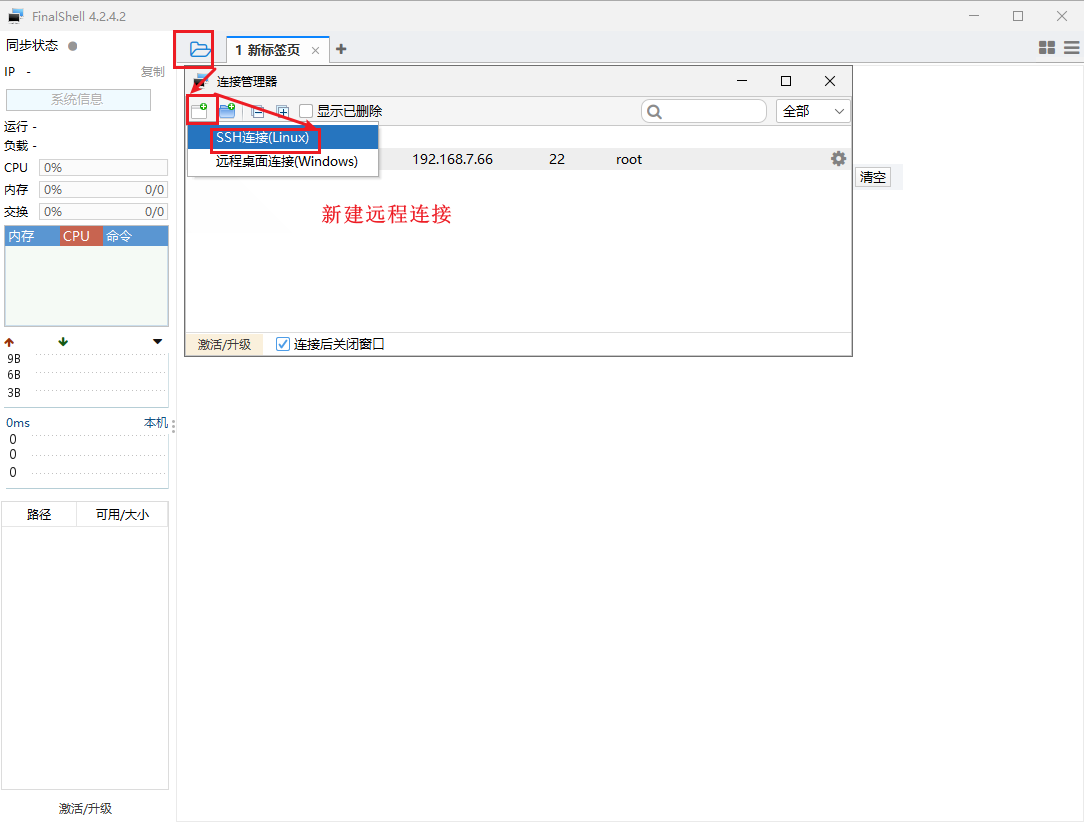 FinalShell 4.2.4.2
同步状态
IP -
复制
系统信息
运行 -
负载 -
CPU 0%
内存 0% 0/0
交换 0% 0/0
内存 CPU 命令
9B
6B
3B
0ms 本机
0
0
0
路径 可用/大小
激活/升级
1 新标签页
连接管理器
显示已删除
全部
SSH连接(Linux)
远程桌面连接(Windows)
192.168.7.66 22 root
清空
新建远程连接
激活/升级
连接后关闭窗口